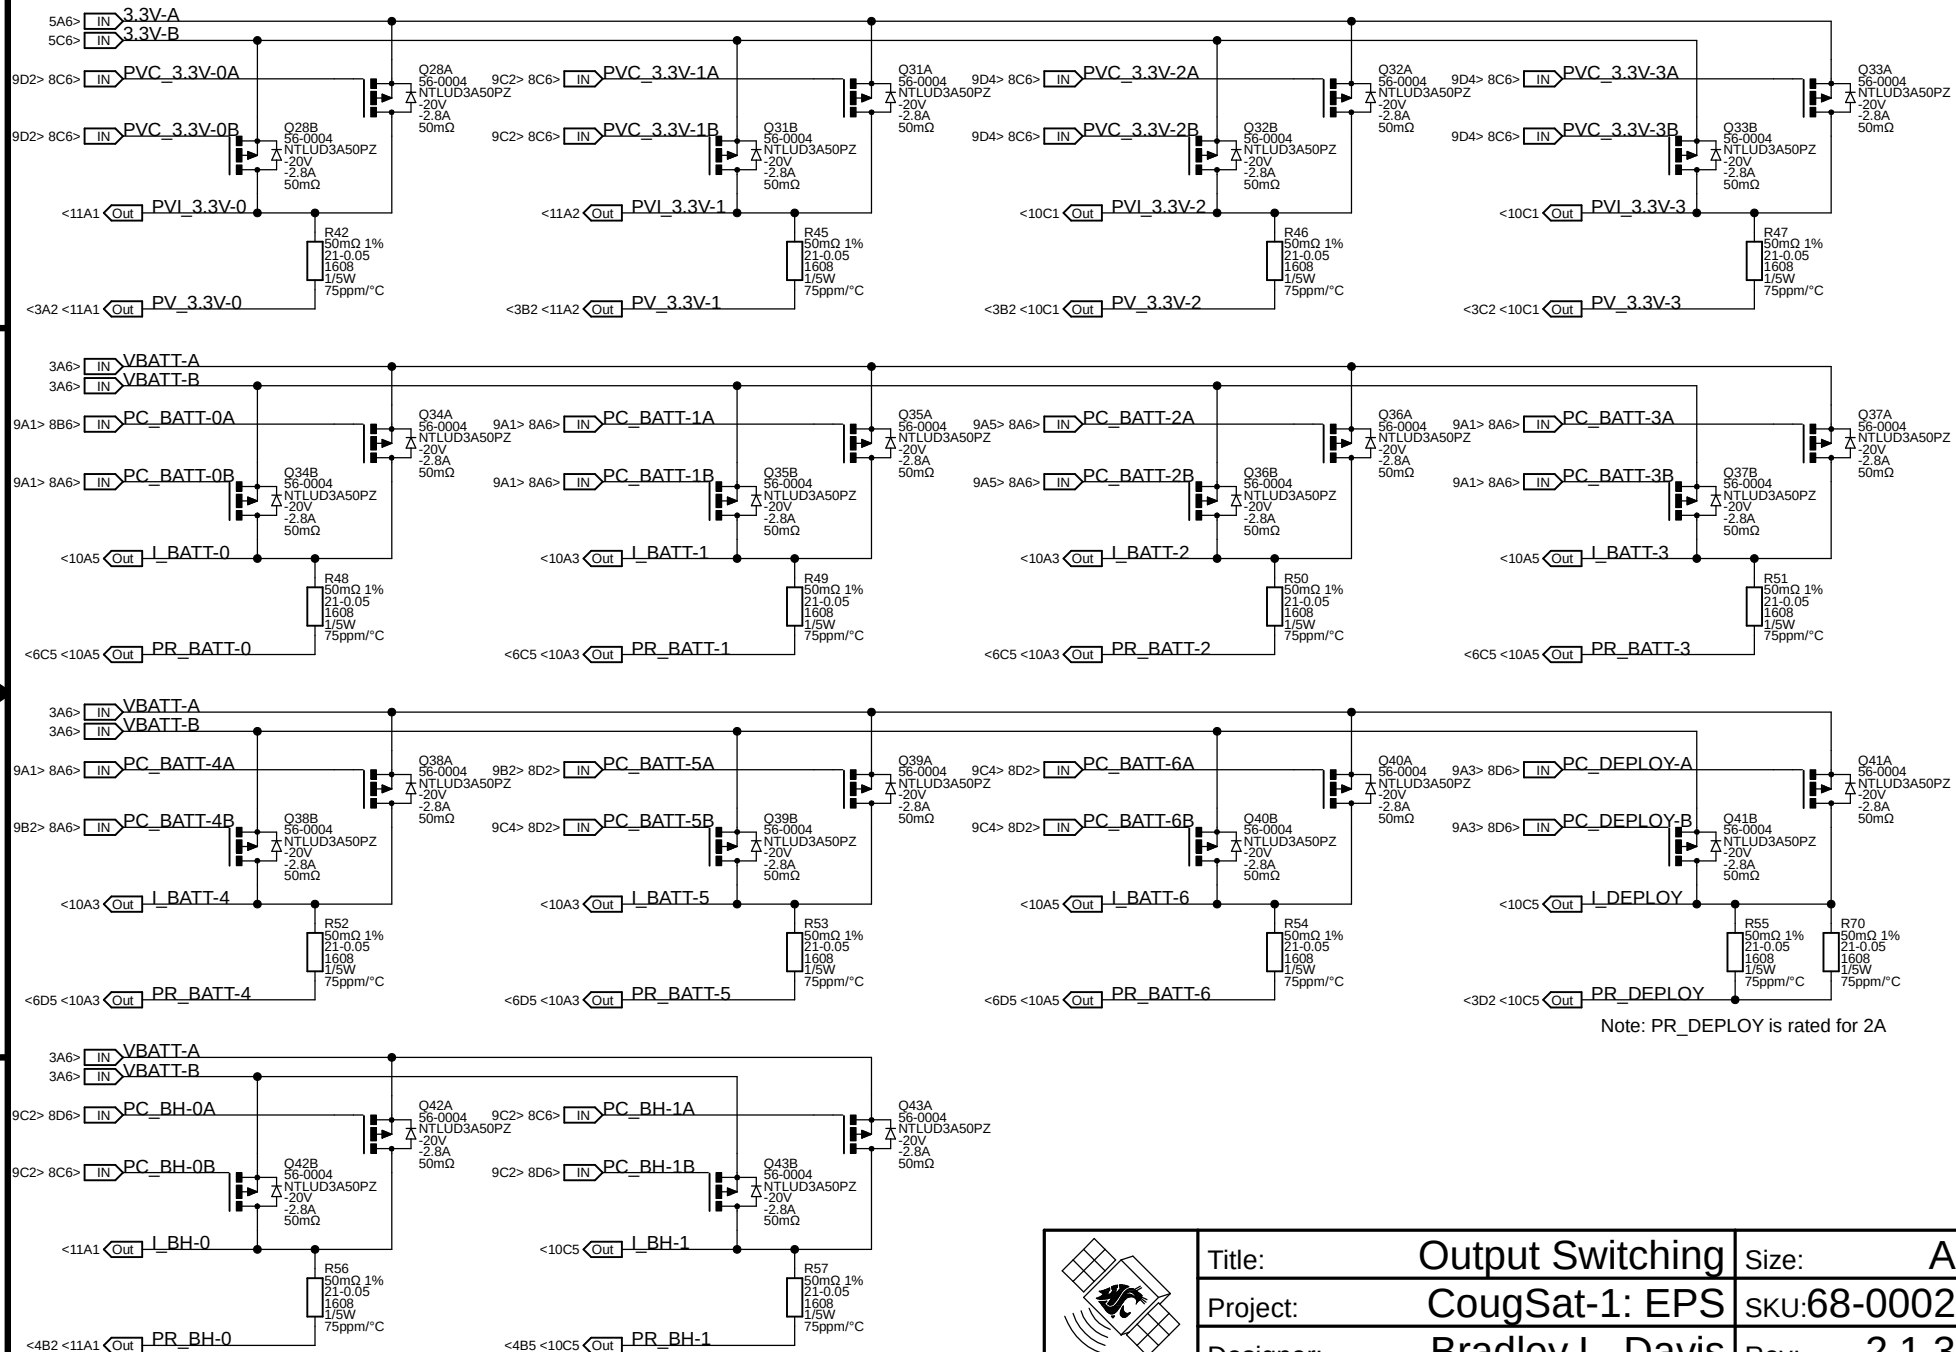 5A6> IN 3.3V-A
5C6> IN 3.3V-B
9D2> 8C6> IN PVC_3.3V-0A
Q28A
56-0004
NTLUD3A50PZ
-20V
-2.8A
50mΩ
9C2> 8C6> IN PVC_3.3V-1A
Q31A
56-0004
NTLUD3A50PZ
-20V
-2.8A
50mΩ
9D4> 8C6> IN PVC_3.3V-2A
Q32A
56-0004
NTLUD3A50PZ
-20V
-2.8A
50mΩ
9D4> 8C6> IN PVC_3.3V-3A
Q33A
56-0004
NTLUD3A50PZ
-20V
-2.8A
50mΩ
9D2> 8C6> IN PVC_3.3V-0B
Q28B
56-0004
NTLUD3A50PZ
-20V
-2.8A
50mΩ
9C2> 8C6> IN PVC_3.3V-1B
Q31B
56-0004
NTLUD3A50PZ
-20V
-2.8A
50mΩ
9D4> 8C6> IN PVC_3.3V-2B
Q32B
56-0004
NTLUD3A50PZ
-20V
-2.8A
50mΩ
9D4> 8C6> IN PVC_3.3V-3B
Q33B
56-0004
NTLUD3A50PZ
-20V
-2.8A
50mΩ
<11A1 Out PVI_3.3V-0
<11A2 Out PVI_3.3V-1
<10C1 Out PVI_3.3V-2
<10C1 Out PVI_3.3V-3
R42
50mΩ 1%
21-0.05
1608
1/5W
75ppm/°C
R45
50mΩ 1%
21-0.05
1608
1/5W
75ppm/°C
R46
50mΩ 1%
21-0.05
1608
1/5W
75ppm/°C
R47
50mΩ 1%
21-0.05
1608
1/5W
75ppm/°C
<3A2 <11A1 Out PV_3.3V-0
<3B2 <11A2 Out PV_3.3V-1
<3B2 <10C1 Out PV_3.3V-2
<3C2 <10C1 Out PV_3.3V-3
3A6> IN VBATT-A
3A6> IN VBATT-B
9A1> 8B6> IN PC_BATT-0A
Q34A
56-0004
NTLUD3A50PZ
-20V
-2.8A
50mΩ
9A1> 8A6> IN PC_BATT-1A
Q35A
56-0004
NTLUD3A50PZ
-20V
-2.8A
50mΩ
9A5> 8A6> IN PC_BATT-2A
Q36A
56-0004
NTLUD3A50PZ
-20V
-2.8A
50mΩ
9A1> 8A6> IN PC_BATT-3A
Q37A
56-0004
NTLUD3A50PZ
-20V
-2.8A
50mΩ
9A1> 8A6> IN PC_BATT-0B
Q34B
56-0004
NTLUD3A50PZ
-20V
-2.8A
50mΩ
9A1> 8A6> IN PC_BATT-1B
Q35B
56-0004
NTLUD3A50PZ
-20V
-2.8A
50mΩ
9A5> 8A6> IN PC_BATT-2B
Q36B
56-0004
NTLUD3A50PZ
-20V
-2.8A
50mΩ
9A1> 8A6> IN PC_BATT-3B
Q37B
56-0004
NTLUD3A50PZ
-20V
-2.8A
50mΩ
<10A5 Out I_BATT-0
<10A3 Out I_BATT-1
<10A3 Out I_BATT-2
<10A5 Out I_BATT-3
R48
50mΩ 1%
21-0.05
1608
1/5W
75ppm/°C
R49
50mΩ 1%
21-0.05
1608
1/5W
75ppm/°C
R50
50mΩ 1%
21-0.05
1608
1/5W
75ppm/°C
R51
50mΩ 1%
21-0.05
1608
1/5W
75ppm/°C
<6C5 <10A5 Out PR_BATT-0
<6C5 <10A3 Out PR_BATT-1
<6C5 <10A3 Out PR_BATT-2
<6C5 <10A5 Out PR_BATT-3
3A6> IN VBATT-A
3A6> IN VBATT-B
9A1> 8A6> IN PC_BATT-4A
Q38A
56-0004
NTLUD3A50PZ
-20V
-2.8A
50mΩ
9B2> 8D2> IN PC_BATT-5A
Q39A
56-0004
NTLUD3A50PZ
-20V
-2.8A
50mΩ
9C4> 8D2> IN PC_BATT-6A
Q40A
56-0004
NTLUD3A50PZ
-20V
-2.8A
50mΩ
9A3> 8D6> IN PC_DEPLOY-A
Q41A
56-0004
NTLUD3A50PZ
-20V
-2.8A
50mΩ
9B2> 8A6> IN PC_BATT-4B
Q38B
56-0004
NTLUD3A50PZ
-20V
-2.8A
50mΩ
9C4> 8D2> IN PC_BATT-5B
Q39B
56-0004
NTLUD3A50PZ
-20V
-2.8A
50mΩ
9C4> 8D2> IN PC_BATT-6B
Q40B
56-0004
NTLUD3A50PZ
-20V
-2.8A
50mΩ
9A3> 8D6> IN PC_DEPLOY-B
Q41B
56-0004
NTLUD3A50PZ
-20V
-2.8A
50mΩ
<10A3 Out I_BATT-4
<10A3 Out I_BATT-5
<10A5 Out I_BATT-6
<10C5 Out I_DEPLOY
R52
50mΩ 1%
21-0.05
1608
1/5W
75ppm/°C
R53
50mΩ 1%
21-0.05
1608
1/5W
75ppm/°C
R54
50mΩ 1%
21-0.05
1608
1/5W
75ppm/°C
R55
50mΩ 1%
21-0.05
1608
1/5W
75ppm/°C
R70
50mΩ 1%
21-0.05
1608
1/5W
75ppm/°C
<6D5 <10A3 Out PR_BATT-4
<6D5 <10A3 Out PR_BATT-5
<6D5 <10A5 Out PR_BATT-6
<3D2 <10C5 Out PR_DEPLOY
Note: PR_DEPLOY is rated for 2A
3A6> IN VBATT-A
3A6> IN VBATT-B
9C2> 8D6> IN PC_BH-0A
Q42A
56-0004
NTLUD3A50PZ
-20V
-2.8A
50mΩ
9C2> 8C6> IN PC_BH-1A
Q43A
56-0004
NTLUD3A50PZ
-20V
-2.8A
50mΩ
9C2> 8C6> IN PC_BH-0B
Q42B
56-0004
NTLUD3A50PZ
-20V
-2.8A
50mΩ
9C2> 8D6> IN PC_BH-1B
Q43B
56-0004
NTLUD3A50PZ
-20V
-2.8A
50mΩ
<11A1 Out I_BH-0
<10C5 Out I_BH-1
R56
50mΩ 1%
21-0.05
1608
1/5W
75ppm/°C
R57
50mΩ 1%
21-0.05
1608
1/5W
75ppm/°C
<4B2 <11A1 Out PR_BH-0
<4B5 <10C5 Out PR_BH-1
Title: Output Switching Size: A
Project: CougSat-1: EPS SKU:68-0002
Designer: Bradley L. Davis Rev: 2.1.3